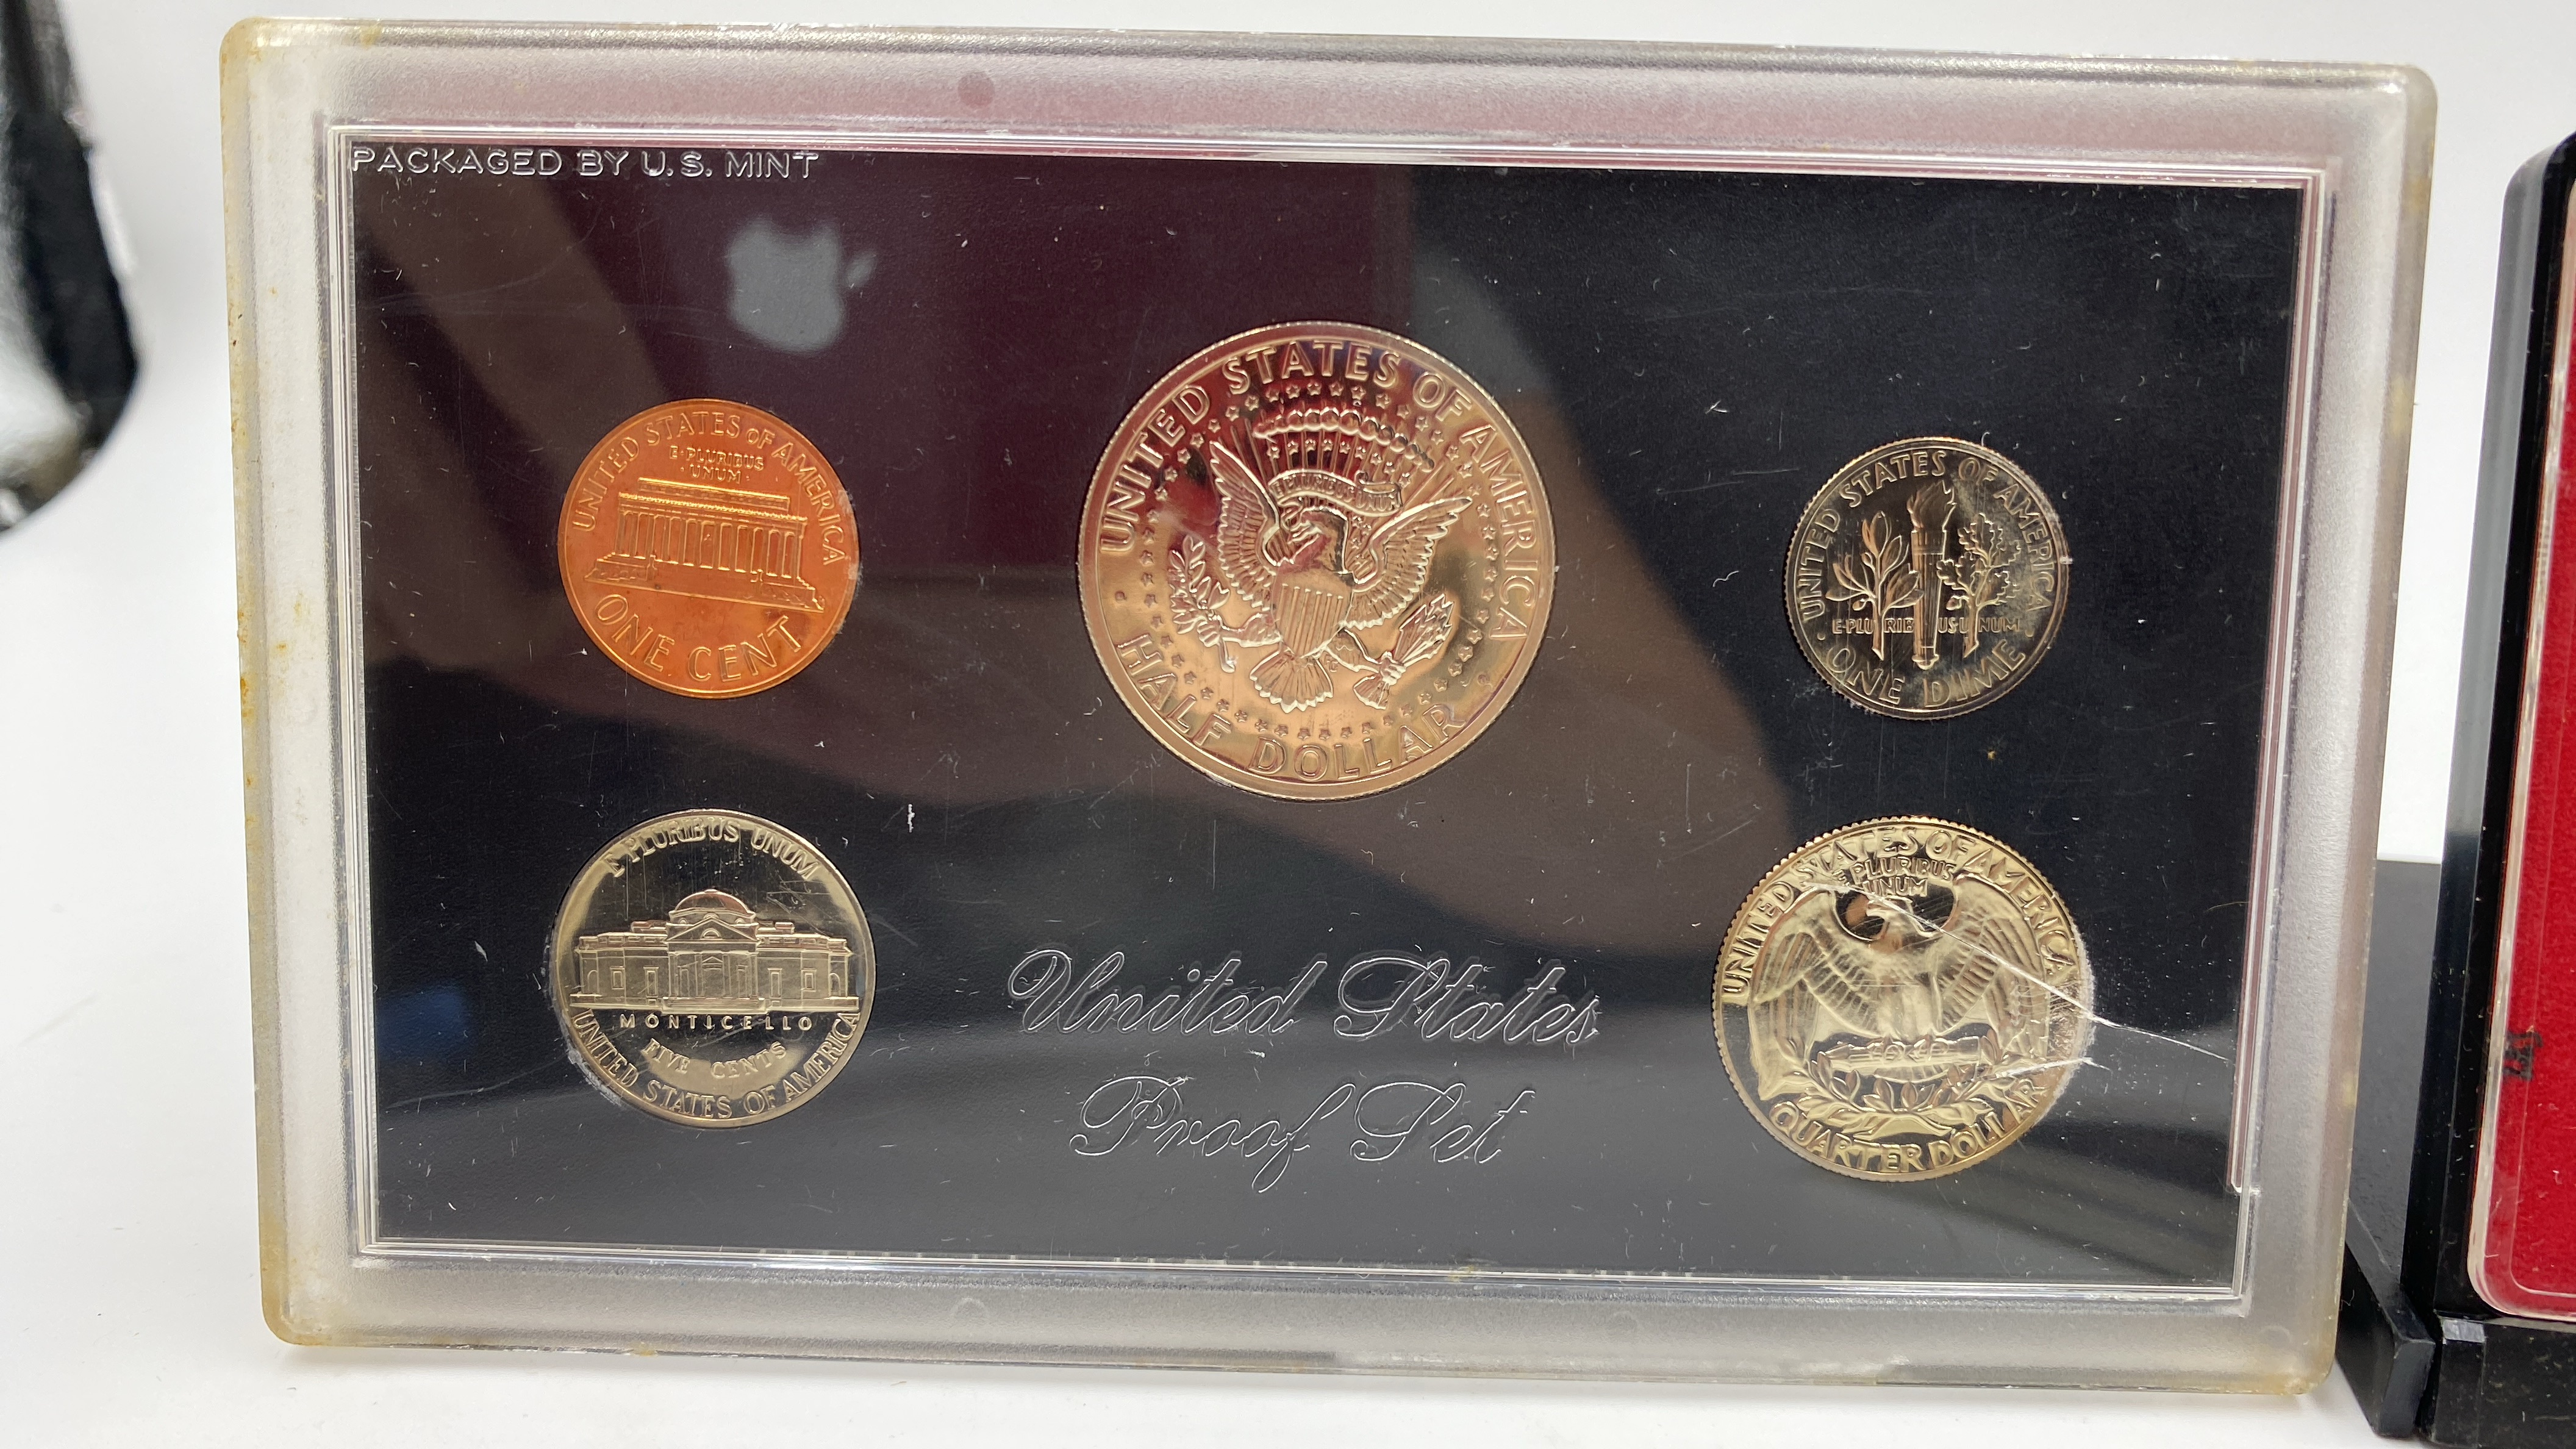 PACKAGED BY U.S. MINT
UNITED STATES OF AMERICA
E·PLURIBUS
·UNUM·
ONE CENT
UNITED STATES OF AMERICA
E PLURIBUS UNUM
HALF DOLLAR
UNITED STATES OF AMERICA
E·PLURIBUS UNUM
ONE DIME
E PLURIBUS UNUM
MONTICELLO
FIVE CENTS
UNITED STATES OF AMERICA
United States
Proof Set
UNITED STATES OF AMERICA
E PLURIBUS
UNUM
QUARTER DOLLAR